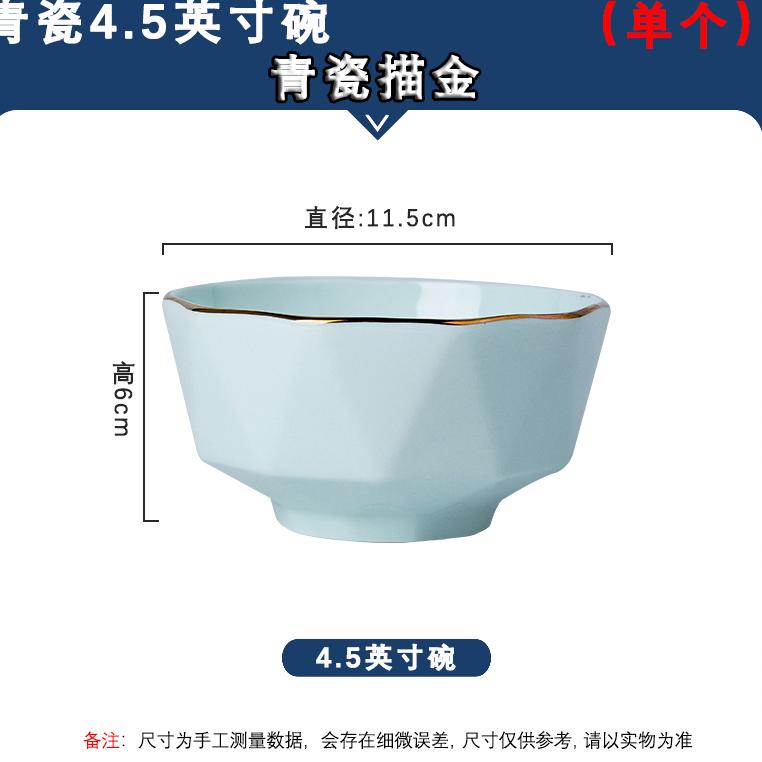 青瓷4.5英寸碗
(单个)
青瓷描金
直径:11.5cm
高6cm
4.5英寸碗
备注: 尺寸为手工测量数据, 会存在细微误差, 尺寸仅供参考, 请以实物为准